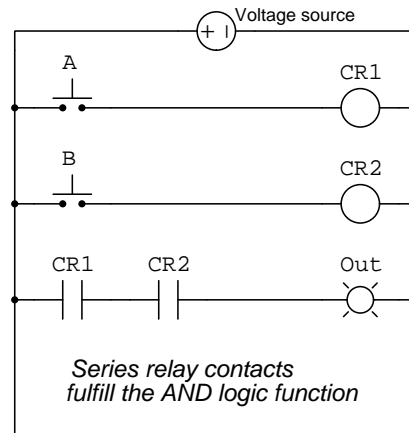 Voltage source
+ -
A
CR1
B
CR2
CR1 CR2 Out
Series relay contacts
fulfill the AND logic function